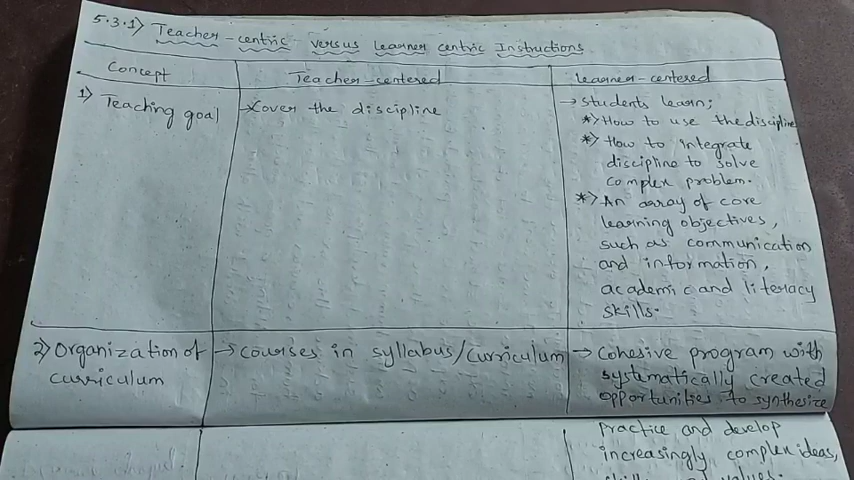 5.3.1) Teacher-centric versus learner centric Instructions
Concept
Teacher-centered
learner-centered
1) Teaching goal
→ Cover the discipline
→ students learn;
*) How to use the discipline
*) How to integrate
discipline to solve
complex problem.
*) An array of core
learning objectives,
such as communication
and information,
academic and literacy
skills.
2) Organization of
curriculum
→ courses in syllabus/curriculum
→ Cohesive program with
systematically created
opportunities to synthesize
practice and develop
increasingly complex ideas,
values.